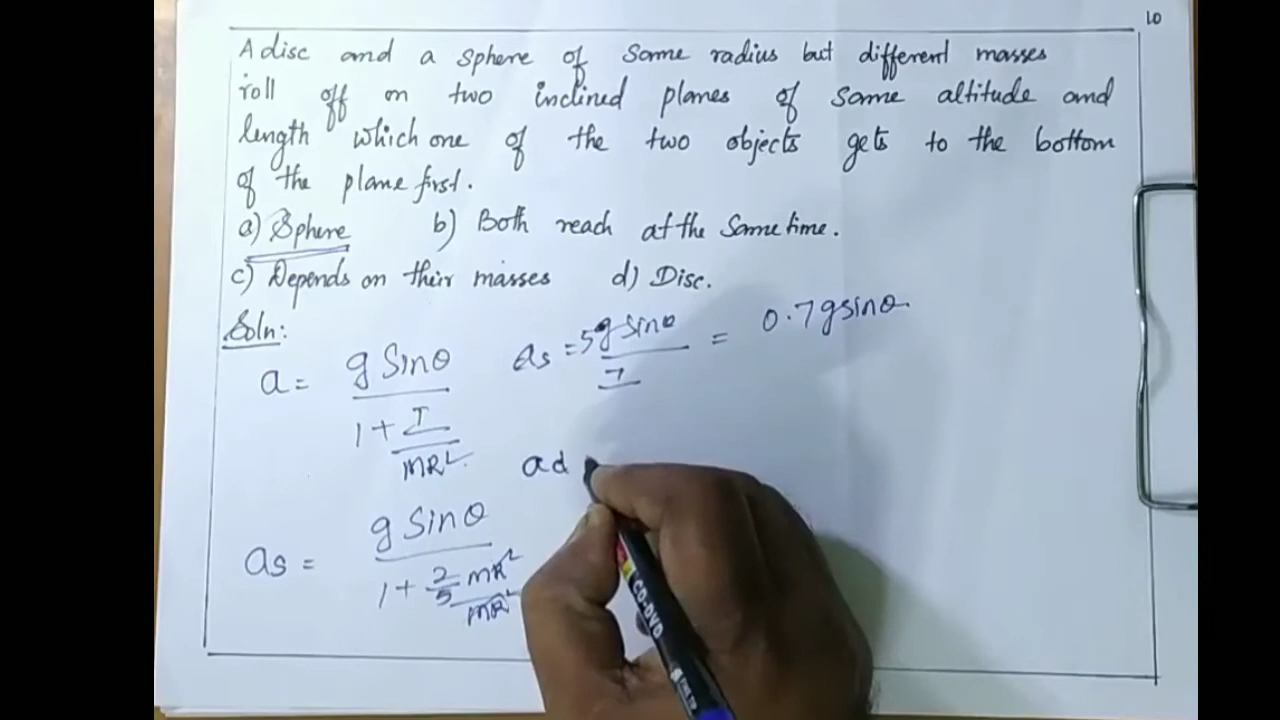 10
A disc and a sphere of same radius but different masses
roll off on two inclined planes of same altitude and
length which one of the two objects gets to the bottom
of the plane first.
a) Sphere b) Both reach at the Same time.
c) Depends on their masses d) Disc.
Soln:
a = g Sinθ / 1 + I / MR²
as = g Sinθ / 1 + 2/5 MR² / MR²
as = 5 g Sinθ / 7 = 0.7 g sinθ.
ad
CD-DVD